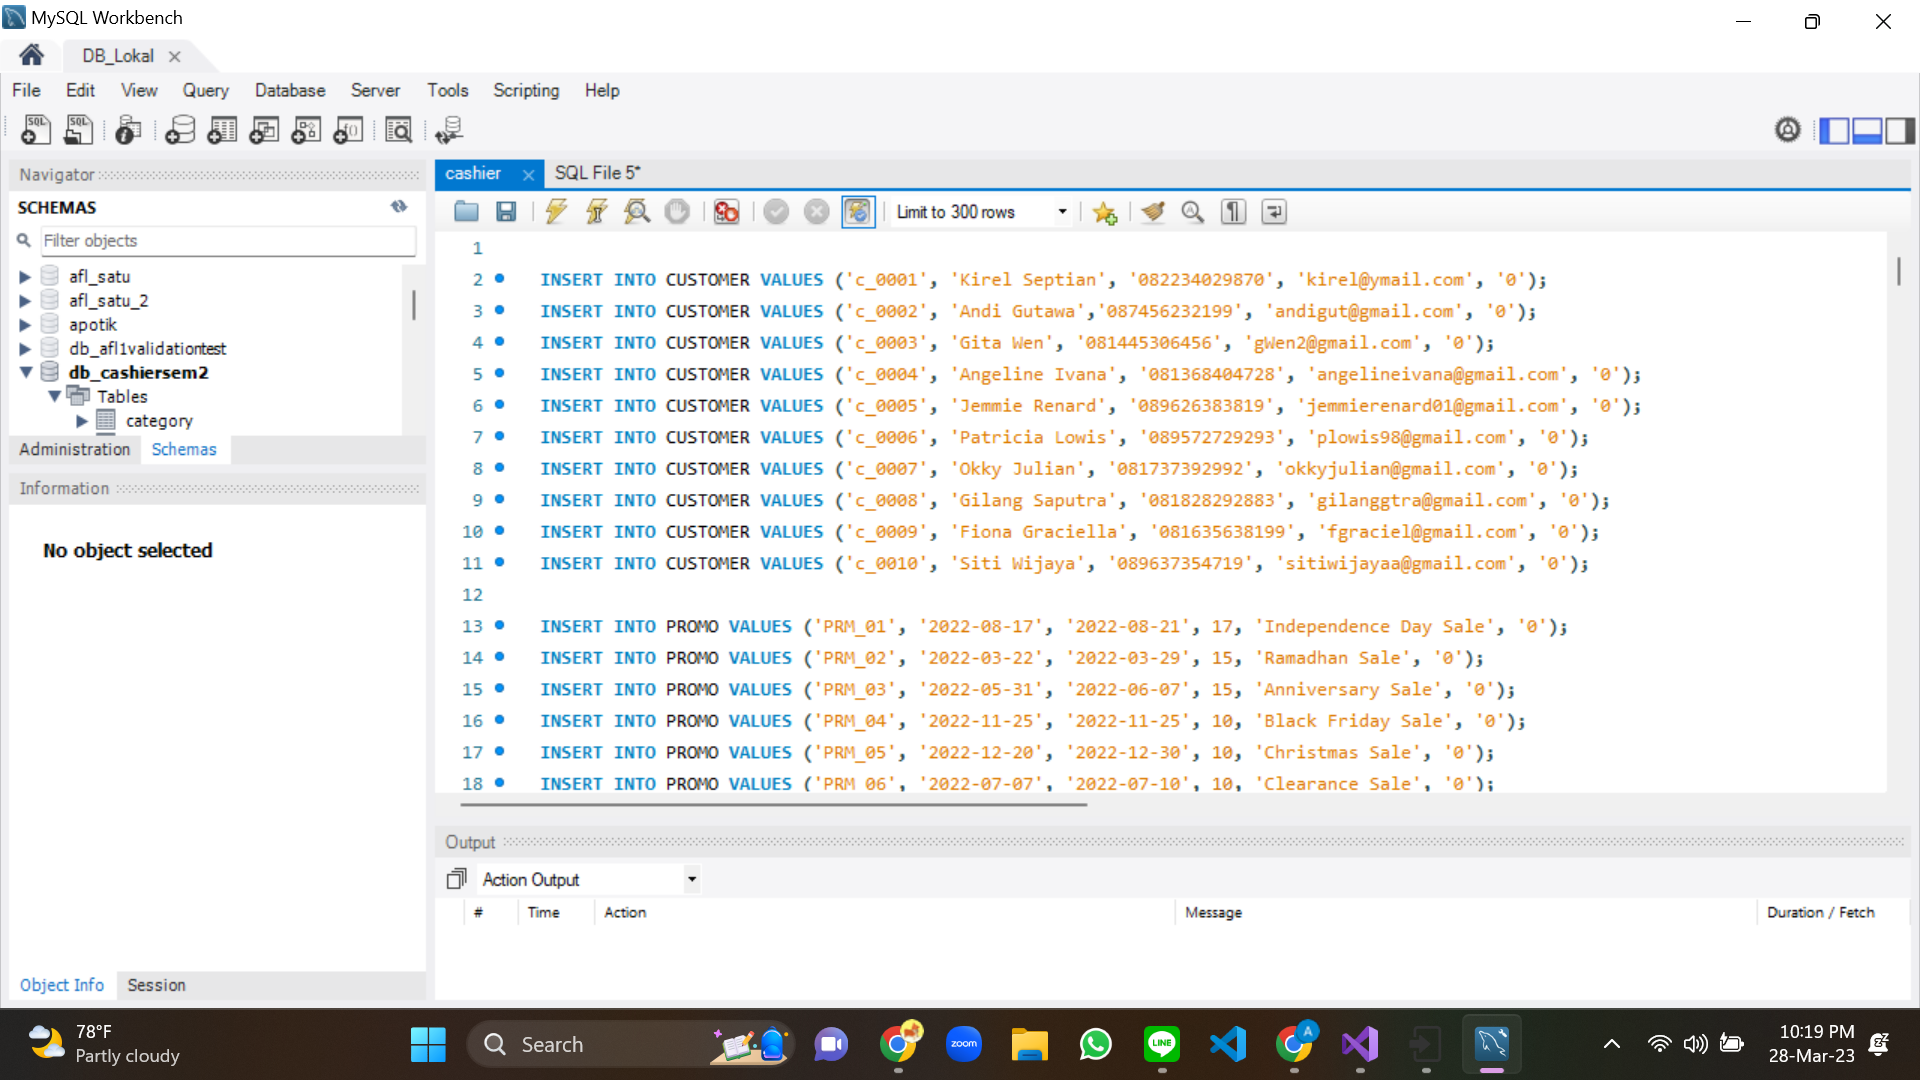 MySQL Workbench
DB_Lokal
File Edit View Query Database Server Tools Scripting Help
Navigator
SCHEMAS
Filter objects
afl_satu
afl_satu_2
apotik
db_afl1validationtest
db_cashiersem2
Tables
category
Administration Schemas
Information
No object selected
Object Info Session
cashier SQL File 5*
Limit to 300 rows
1
2 INSERT INTO CUSTOMER VALUES ('c_0001', 'Kirel Septian', '082234029870', 'kirel@ymail.com', '0');
3 INSERT INTO CUSTOMER VALUES ('c_0002', 'Andi Gutawa','087456232199', 'andigut@gmail.com', '0');
4 INSERT INTO CUSTOMER VALUES ('c_0003', 'Gita Wen', '081445306456', 'gWen2@gmail.com', '0');
5 INSERT INTO CUSTOMER VALUES ('c_0004', 'Angeline Ivana', '081368404728', 'angelineivana@gmail.com', '0');
6 INSERT INTO CUSTOMER VALUES ('c_0005', 'Jemmie Renard', '089626383819', 'jemmierenard01@gmail.com', '0');
7 INSERT INTO CUSTOMER VALUES ('c_0006', 'Patricia Lowis', '089572729293', 'plowis98@gmail.com', '0');
8 INSERT INTO CUSTOMER VALUES ('c_0007', 'Okky Julian', '081737392992', 'okkyjulian@gmail.com', '0');
9 INSERT INTO CUSTOMER VALUES ('c_0008', 'Gilang Saputra', '081828292883', 'gilanggtra@gmail.com', '0');
10 INSERT INTO CUSTOMER VALUES ('c_0009', 'Fiona Graciella', '081635638199', 'fgraciel@gmail.com', '0');
11 INSERT INTO CUSTOMER VALUES ('c_0010', 'Siti Wijaya', '089637354719', 'sitiwijayaa@gmail.com', '0');
12
13 INSERT INTO PROMO VALUES ('PRM_01', '2022-08-17', '2022-08-21', 17, 'Independence Day Sale', '0');
14 INSERT INTO PROMO VALUES ('PRM_02', '2022-03-22', '2022-03-29', 15, 'Ramadhan Sale', '0');
15 INSERT INTO PROMO VALUES ('PRM_03', '2022-05-31', '2022-06-07', 15, 'Anniversary Sale', '0');
16 INSERT INTO PROMO VALUES ('PRM_04', '2022-11-25', '2022-11-25', 10, 'Black Friday Sale', '0');
17 INSERT INTO PROMO VALUES ('PRM_05', '2022-12-20', '2022-12-30', 10, 'Christmas Sale', '0');
18 INSERT INTO PROMO VALUES ('PRM_06', '2022-07-07', '2022-07-10', 10, 'Clearance Sale', '0');
Output
Action Output
# Time Action Message Duration / Fetch
78°F
Partly cloudy
Search
zoom
LINE
A
10:19 PM
28-Mar-23